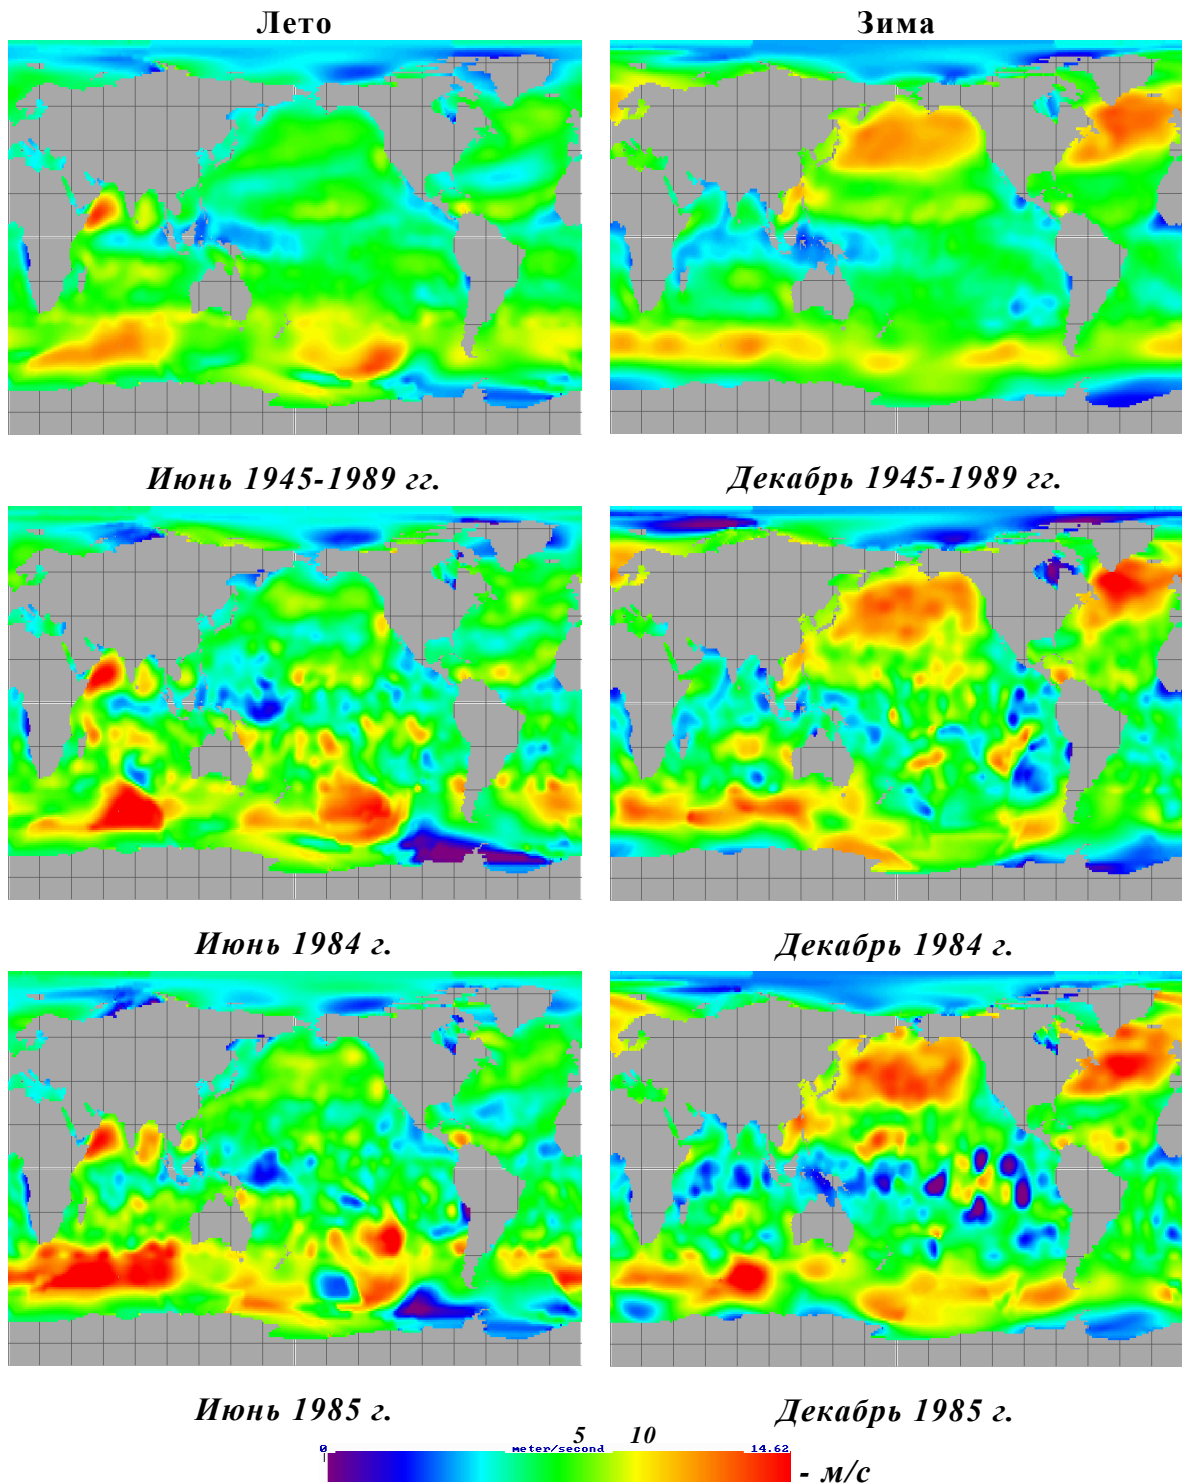 Лето Зима
Июнь 1945-1989 гг. Декабрь 1945-1989 гг.
Июнь 1984 г. Декабрь 1984 г.
Июнь 1985 г. Декабрь 1985 г.
5 10
0 meter/second 14.62
- м/с